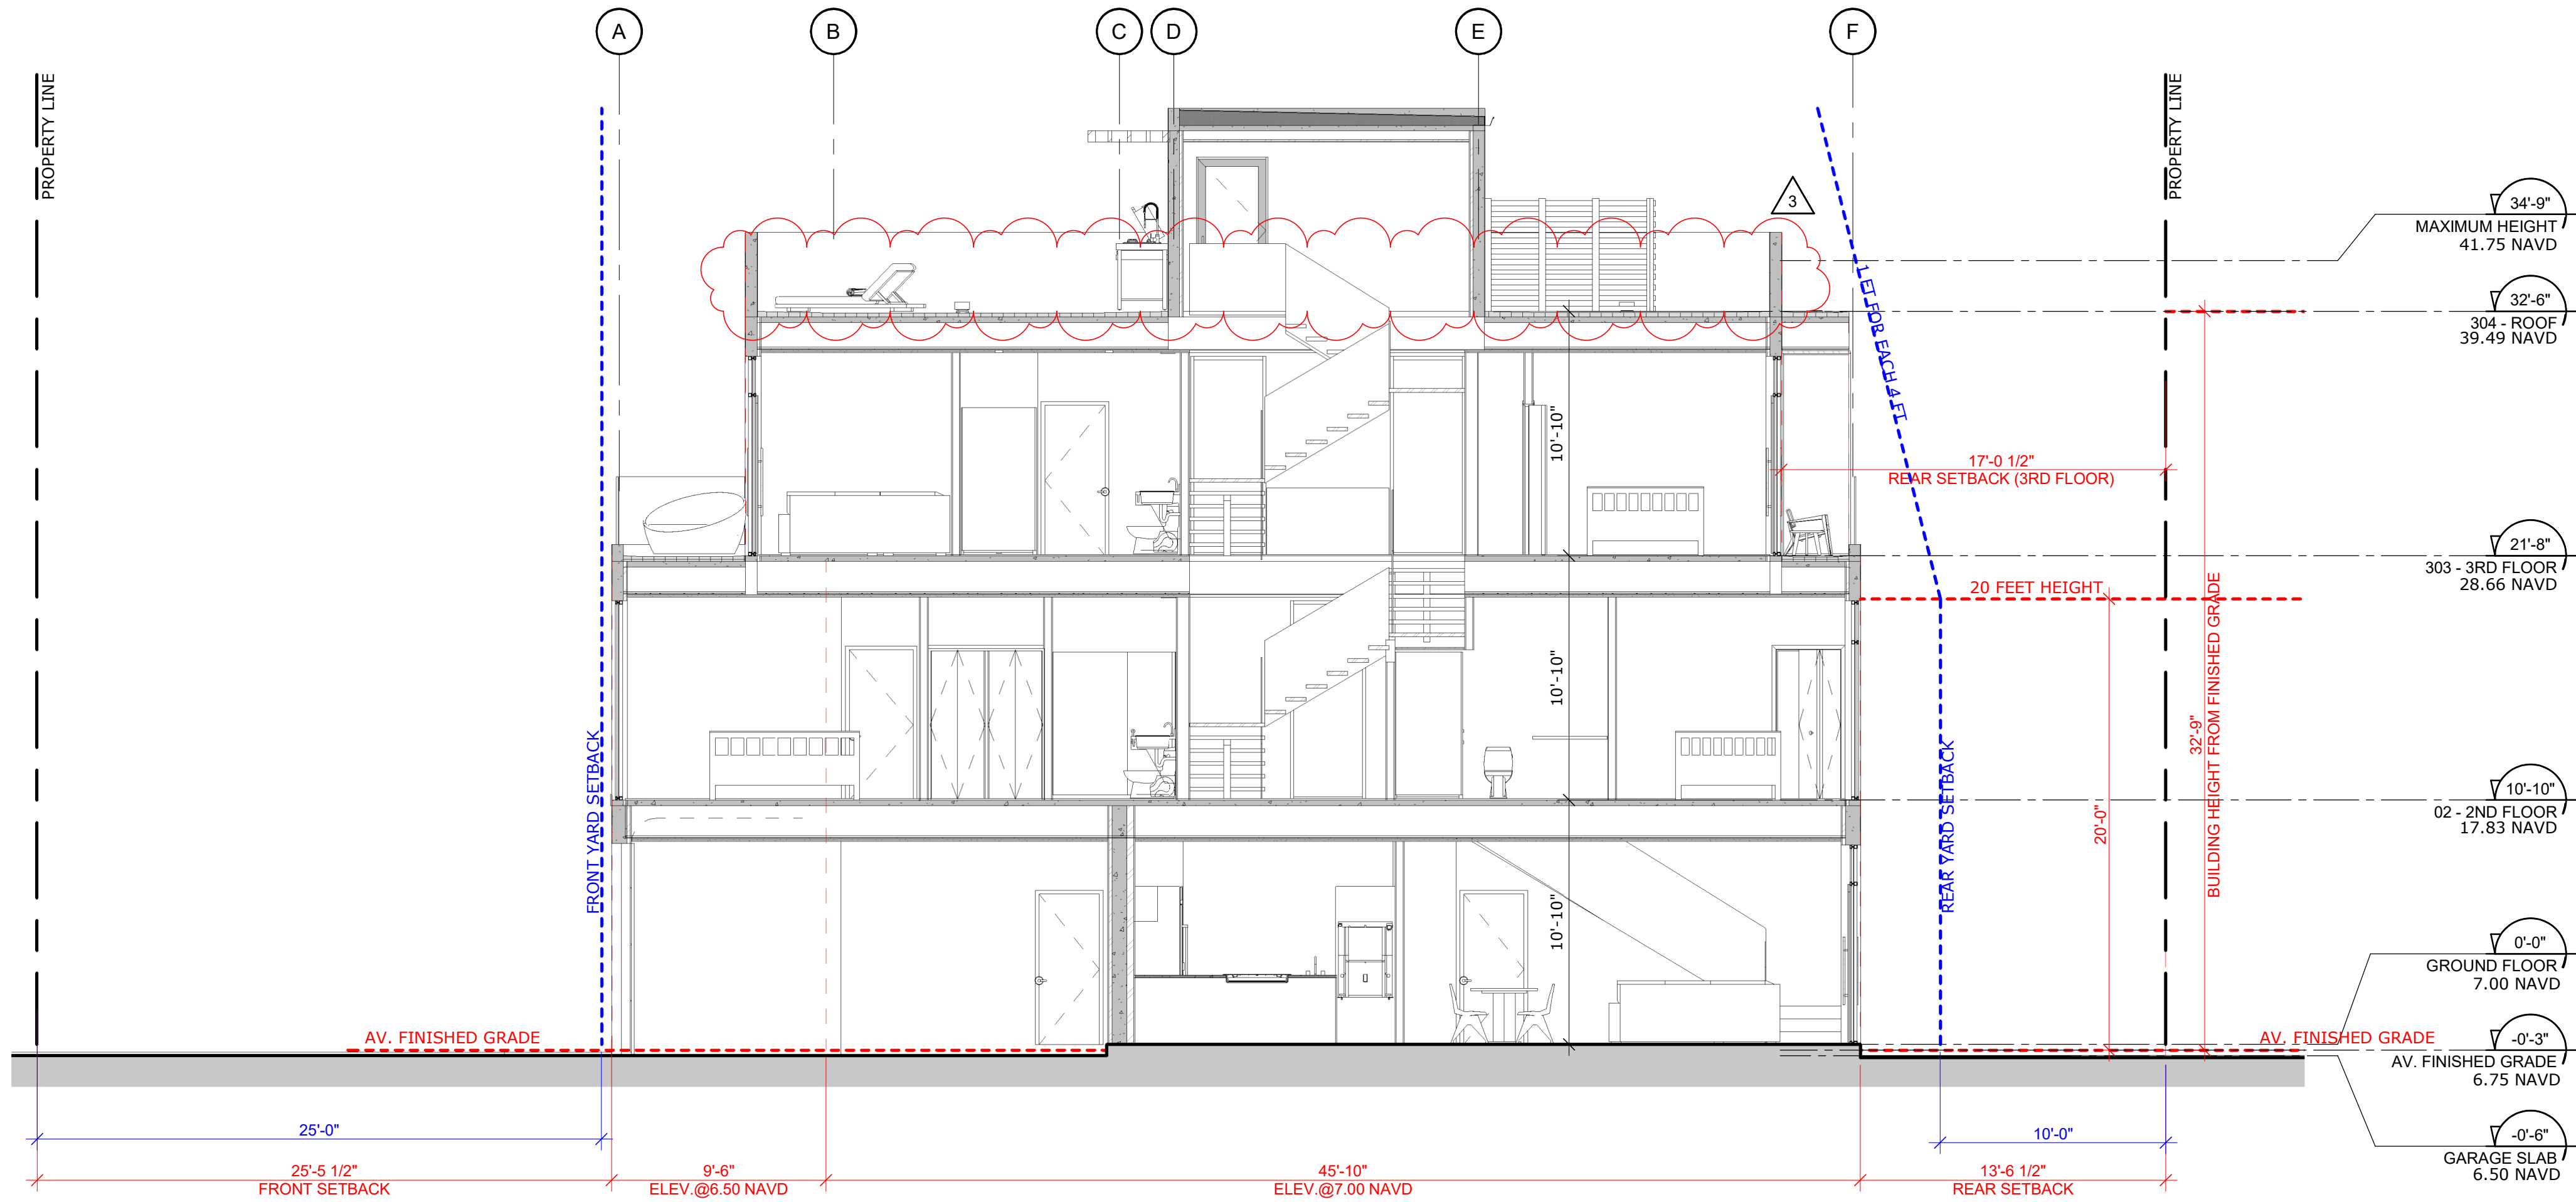 A
B
C
D
E
F
PROPERTY LINE
PROPERTY LINE
3
34'-9"
MAXIMUM HEIGHT
41.75 NAVD
1 FT FOR EACH 4 FT
32'-6"
304 - ROOF
39.49 NAVD
10'-10"
17'-0 1/2"
REAR SETBACK (3RD FLOOR)
21'-8"
303 - 3RD FLOOR
28.66 NAVD
20 FEET HEIGHT
10'-10"
32'-9"
BUILDING HEIGHT FROM FINISHED GRADE
FRONT YARD SETBACK
REAR YARD SETBACK
20'-0"
10'-10"
02 - 2ND FLOOR
17.83 NAVD
10'-10"
0'-0"
GROUND FLOOR
7.00 NAVD
AV. FINISHED GRADE
AV. FINISHED GRADE
-0'-3"
AV. FINISHED GRADE
6.75 NAVD
25'-0"
10'-0"
-0'-6"
GARAGE SLAB
6.50 NAVD
25'-5 1/2"
FRONT SETBACK
9'-6"
ELEV.@6.50 NAVD
45'-10"
ELEV.@7.00 NAVD
13'-6 1/2"
REAR SETBACK